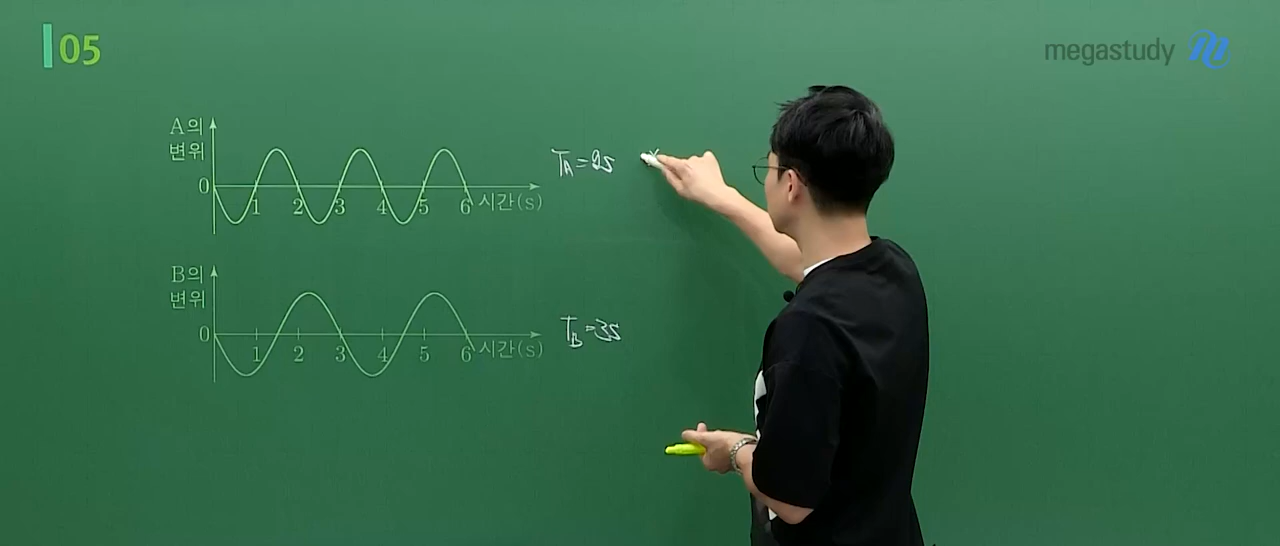 05
megastudy
A의
변위
0
1 2 3 4 5 6 시간(s)
T_A=2s
B의
변위
0
1 2 3 4 5 6 시간(s)
T_B=3s